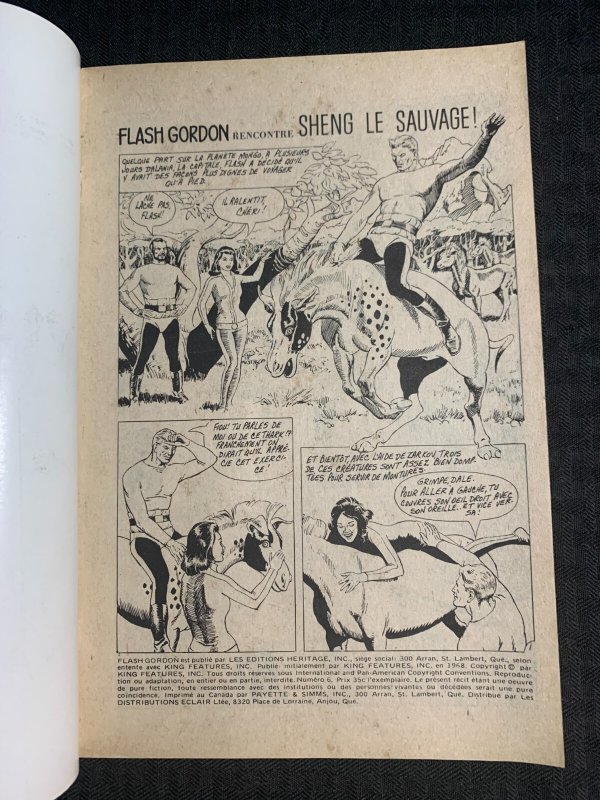 FLASH GORDON RENCONTRE SHENG LE SAUVAGE!
QUELQUE PART SUR LA PLANETE MONGO, A PLUSIEURS
JOURS D'ALANIA LA CAPITALE, FLASH A DÉCIDÉ QU'IL
Y AVAIT DES FAÇONS PLUS DIGNES DE VOYAGER
QU'A PIED.
NE
LÂCHE PAS,
FLASH!
IL RALENTIT,
CHÉRI!
FIOU! TU PARLES DE
MOI OU DE CE THARK!?
FRANCHEMENT ON
DIRAIT QU'IL APPRÉ-
CIE CET EXERCI-
CE.
ET BIENTÔT, AVEC L'AIDE DE ZARKOV, TROIS
DE CES CRÉATURES SONT ASSEZ BIEN DOMP-
TÉES POUR SERVIR DE MONTURES.
GRIMPE, DALE.
POUR ALLER A GAUCHE, TU
COUVRES SON OEIL DROIT AVEC
SON OREILLE.. ET VICE VER-
SA!
FLASH GORDON est publié par LES EDITIONS HERITAGE, INC., siège social: 300 Arran, St. Lambert, Qué., selon
entente avec KING FEATURES, INC. Publié initialement par KING FEATURES, INC, en 1968. Copyright © par
KING FEATURES, INC. Tous droits réservés sous International and Pan-American Copyright Conventions. Reproduc-
tion ou adaptation, en entier ou en partie, interdite. Numéro 6. Prix 35c l'exemplaire. Le présent récit étant une oeuvre
de pure fiction, toute ressemblance avec des institutions ou des personnes vivantes ou décédées serait une pure
coïncidence. Imprimé au Canada par PAYETTE & SIMMS, INC., 300 Arran, St. Lambert, Qué. Distribué par Les
DISTRIBUTIONS ECLAIR Ltée, 8320 Place de Lorraine, Anjou, Qué.